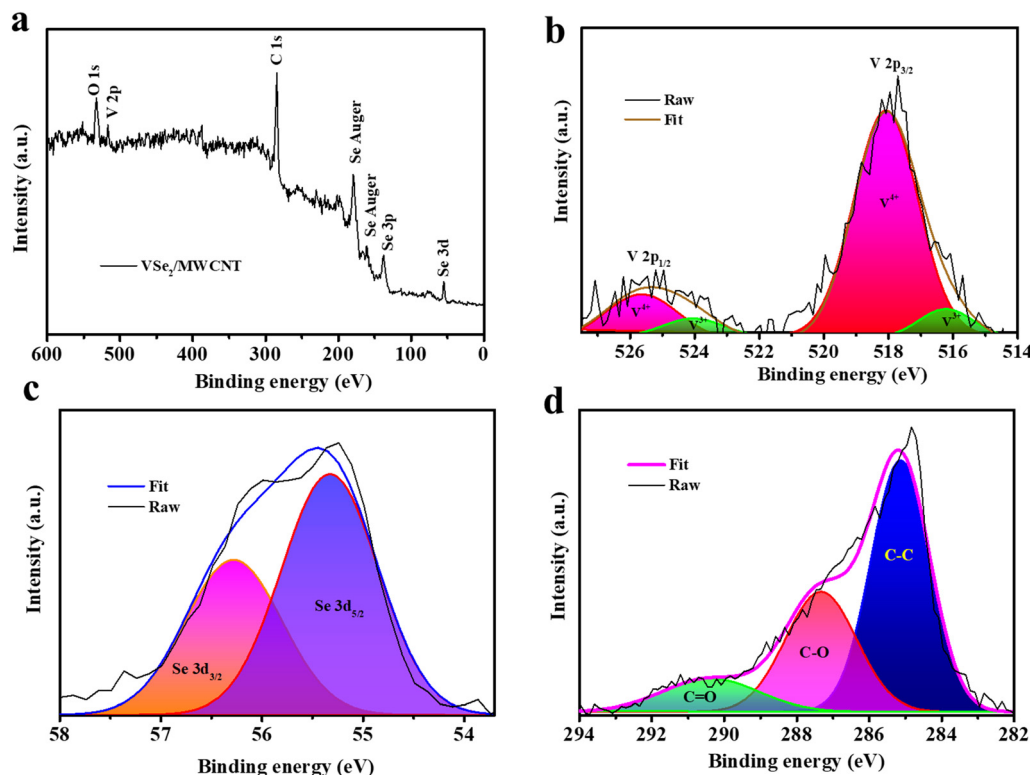 a
O 1s
V 2p
C 1s
Se Auger
Se Auger
Se 3p
Se 3d
VSe₂/MWCNT
Intensity (a.u.)
600 500 400 300 200 100 0
Binding energy (eV)
b
V 2p₃/₂
Raw
Fit
V⁴⁺
V 2p₁/₂
V⁴⁺
V³⁺
V³⁺
Intensity (a.u.)
526 524 522 520 518 516 514
Binding energy (eV)
c
Fit
Raw
Se 3d₅/₂
Se 3d₃/₂
Intensity (a.u.)
58 57 56 55 54
Binding energy (eV)
d
Fit
Raw
C-C
C-O
C=O
Intensity (a.u.)
294 292 290 288 286 284 282
Binding energy (eV)